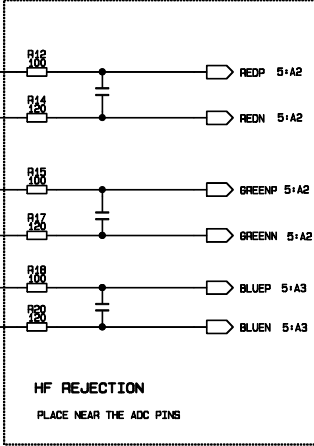 R12
100
REDP 5:A2
R14
120
REDN 5:A2
R15
100
GREENP 5:A2
R17
120
GREENN 5:A2
R18
100
BLUEP 5:A3
R20
120
BLUEN 5:A3
HF REJECTION
PLACE NEAR THE ADC PINS